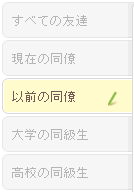 すべての友達
現在の同僚
以前の同僚
大学の同級生
高校の同級生